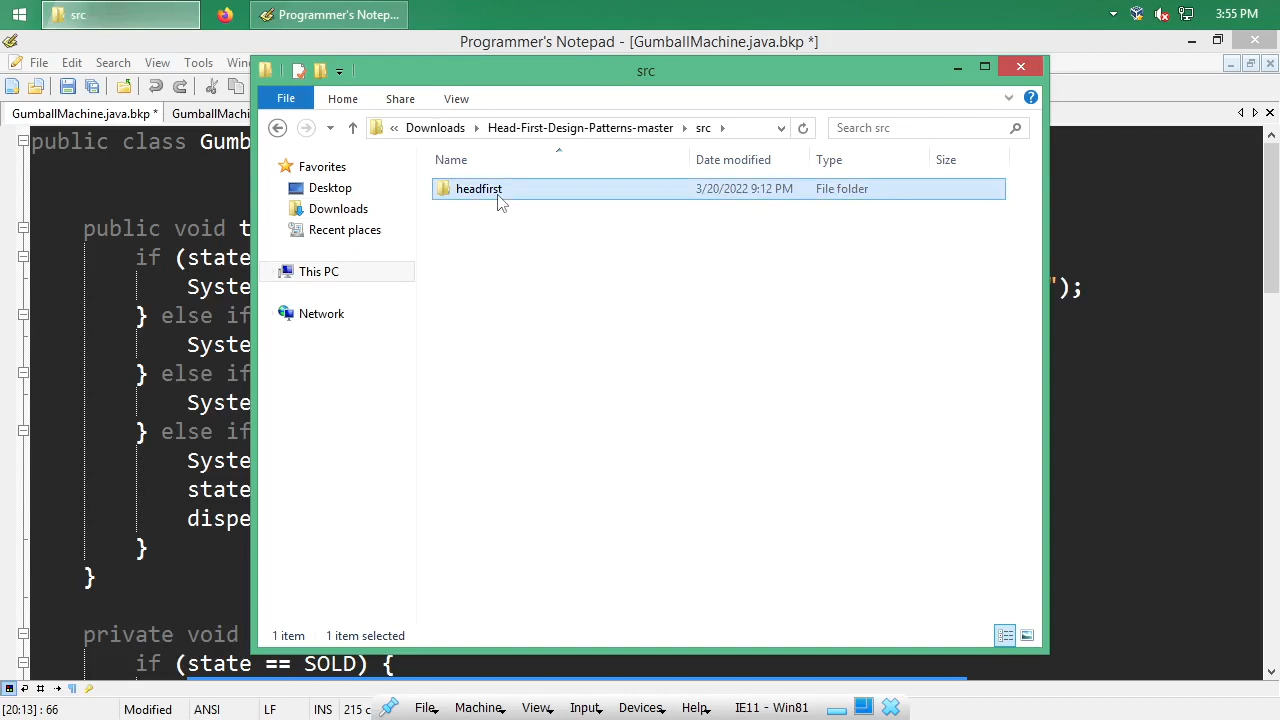 src
Programmer's Notep...
3:55 PM
Programmer's Notepad - [GumballMachine.java.bkp *]
File Edit Search View Tools Win
GumballMachine.java.bkp *
GumballMach
src
File Home Share View
« Downloads Head-First-Design-Patterns-master src
Search src
Name Date modified Type Size
headfirst 3/20/2022 9:12 PM File folder
Favorites
Desktop
Downloads
Recent places
This PC
Network
1 item 1 item selected
public class Gumb
public void t
if (state
Syste ");
} else if
Syste
} else if
Syste
} else if
Syste
state
dispe
}
}
private void
if (state == SOLD) {
[20:13] : 66 Modifi ANSI LF INS 215 c
File Machine View Input Devices Help IE11 - Win81